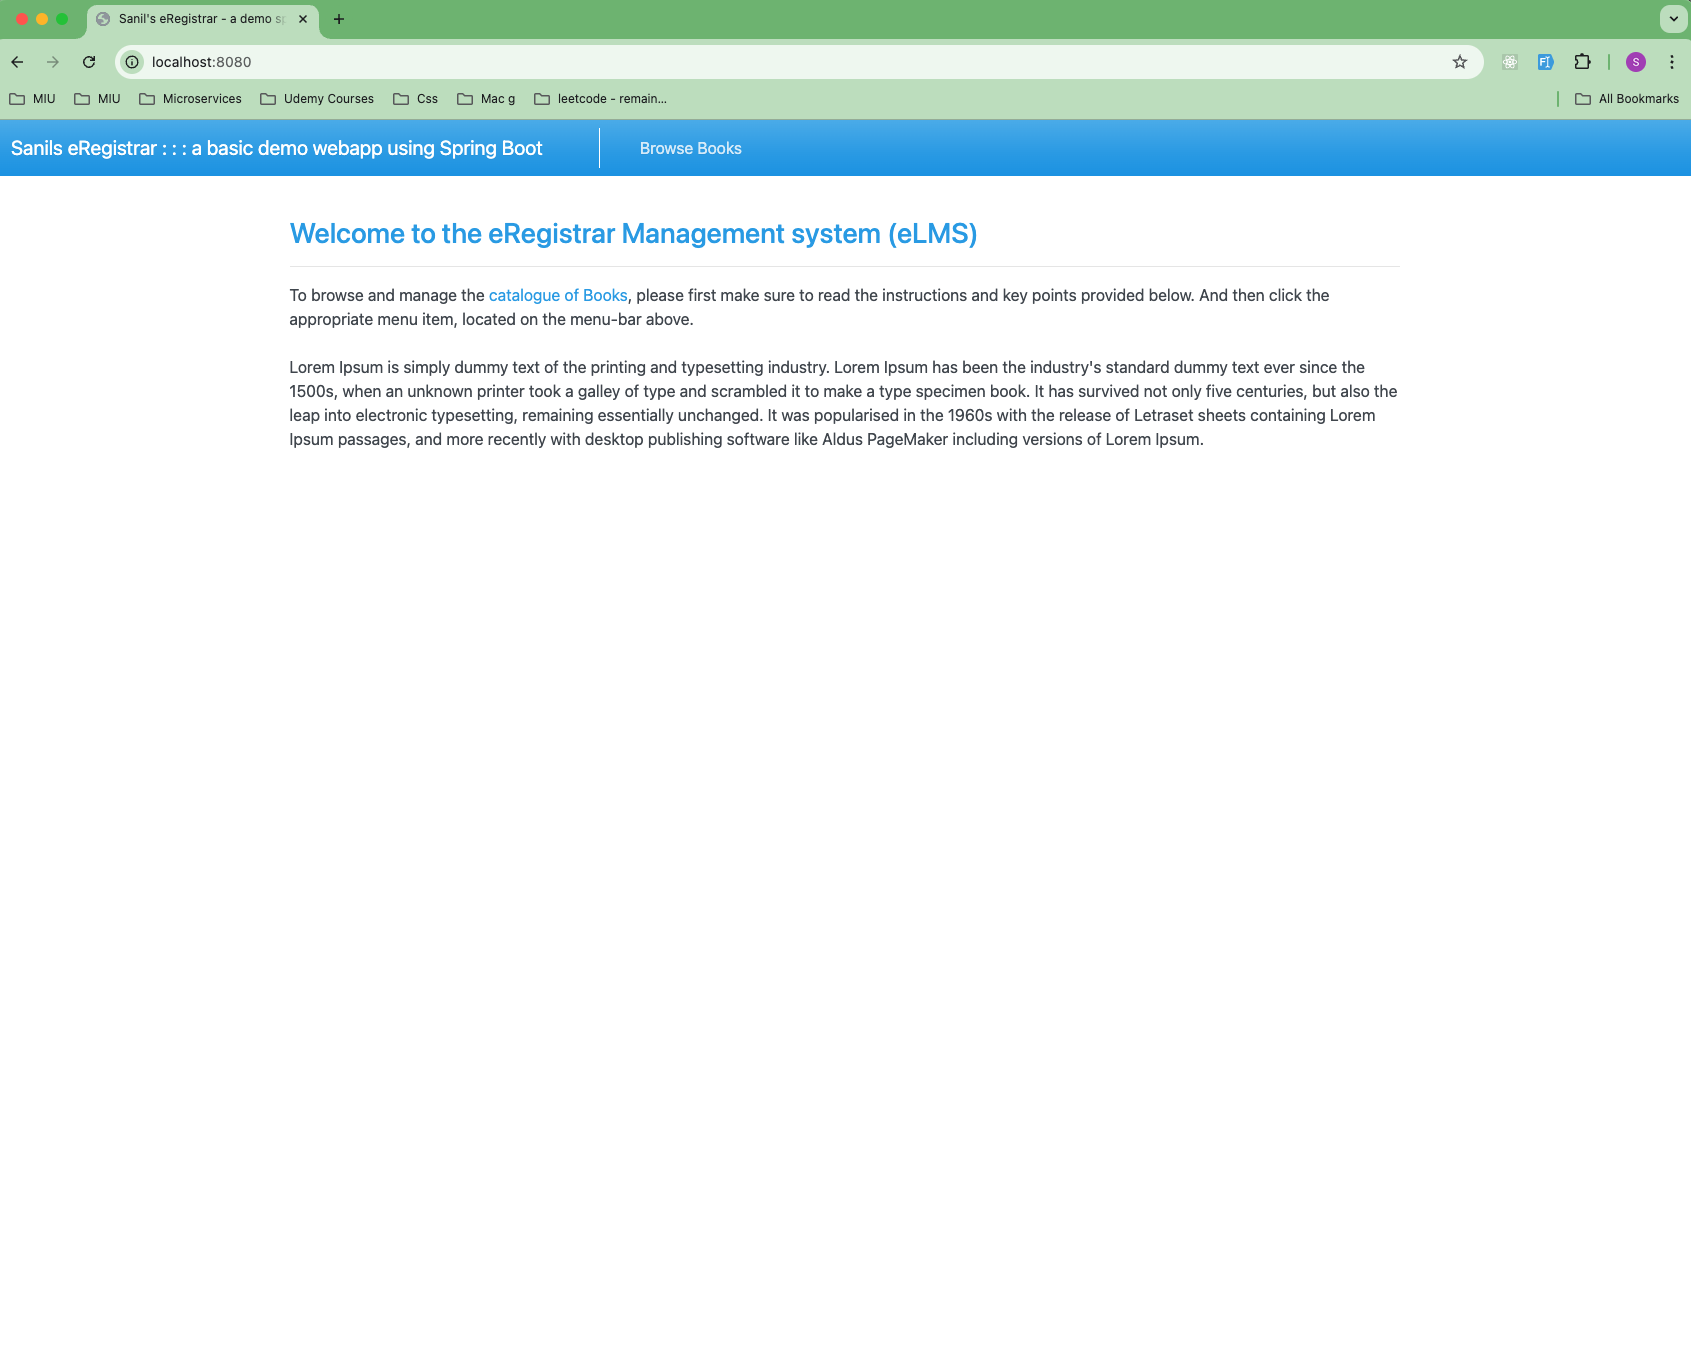 Sanil's eRegistrar - a demo sp
localhost:8080
MIU
MIU
Microservices
Udemy Courses
Css
Mac g
leetcode - remain...
All Bookmarks
S
Sanils eRegistrar : : : a basic demo webapp using Spring Boot
Browse Books
Welcome to the eRegistrar Management system (eLMS)
To browse and manage the catalogue of Books, please first make sure to read the instructions and key points provided below. And then click the
appropriate menu item, located on the menu-bar above.
Lorem Ipsum is simply dummy text of the printing and typesetting industry. Lorem Ipsum has been the industry's standard dummy text ever since the
1500s, when an unknown printer took a galley of type and scrambled it to make a type specimen book. It has survived not only five centuries, but also the
leap into electronic typesetting, remaining essentially unchanged. It was popularised in the 1960s with the release of Letraset sheets containing Lorem
Ipsum passages, and more recently with desktop publishing software like Aldus PageMaker including versions of Lorem Ipsum.